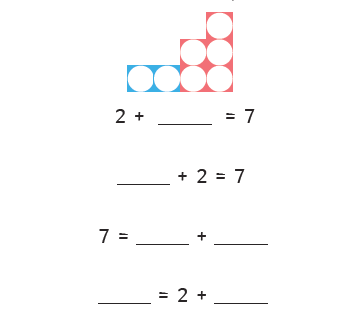 2 + ______ = 7
______ + 2 = 7
7 = ______ + ______
______ = 2 + ______